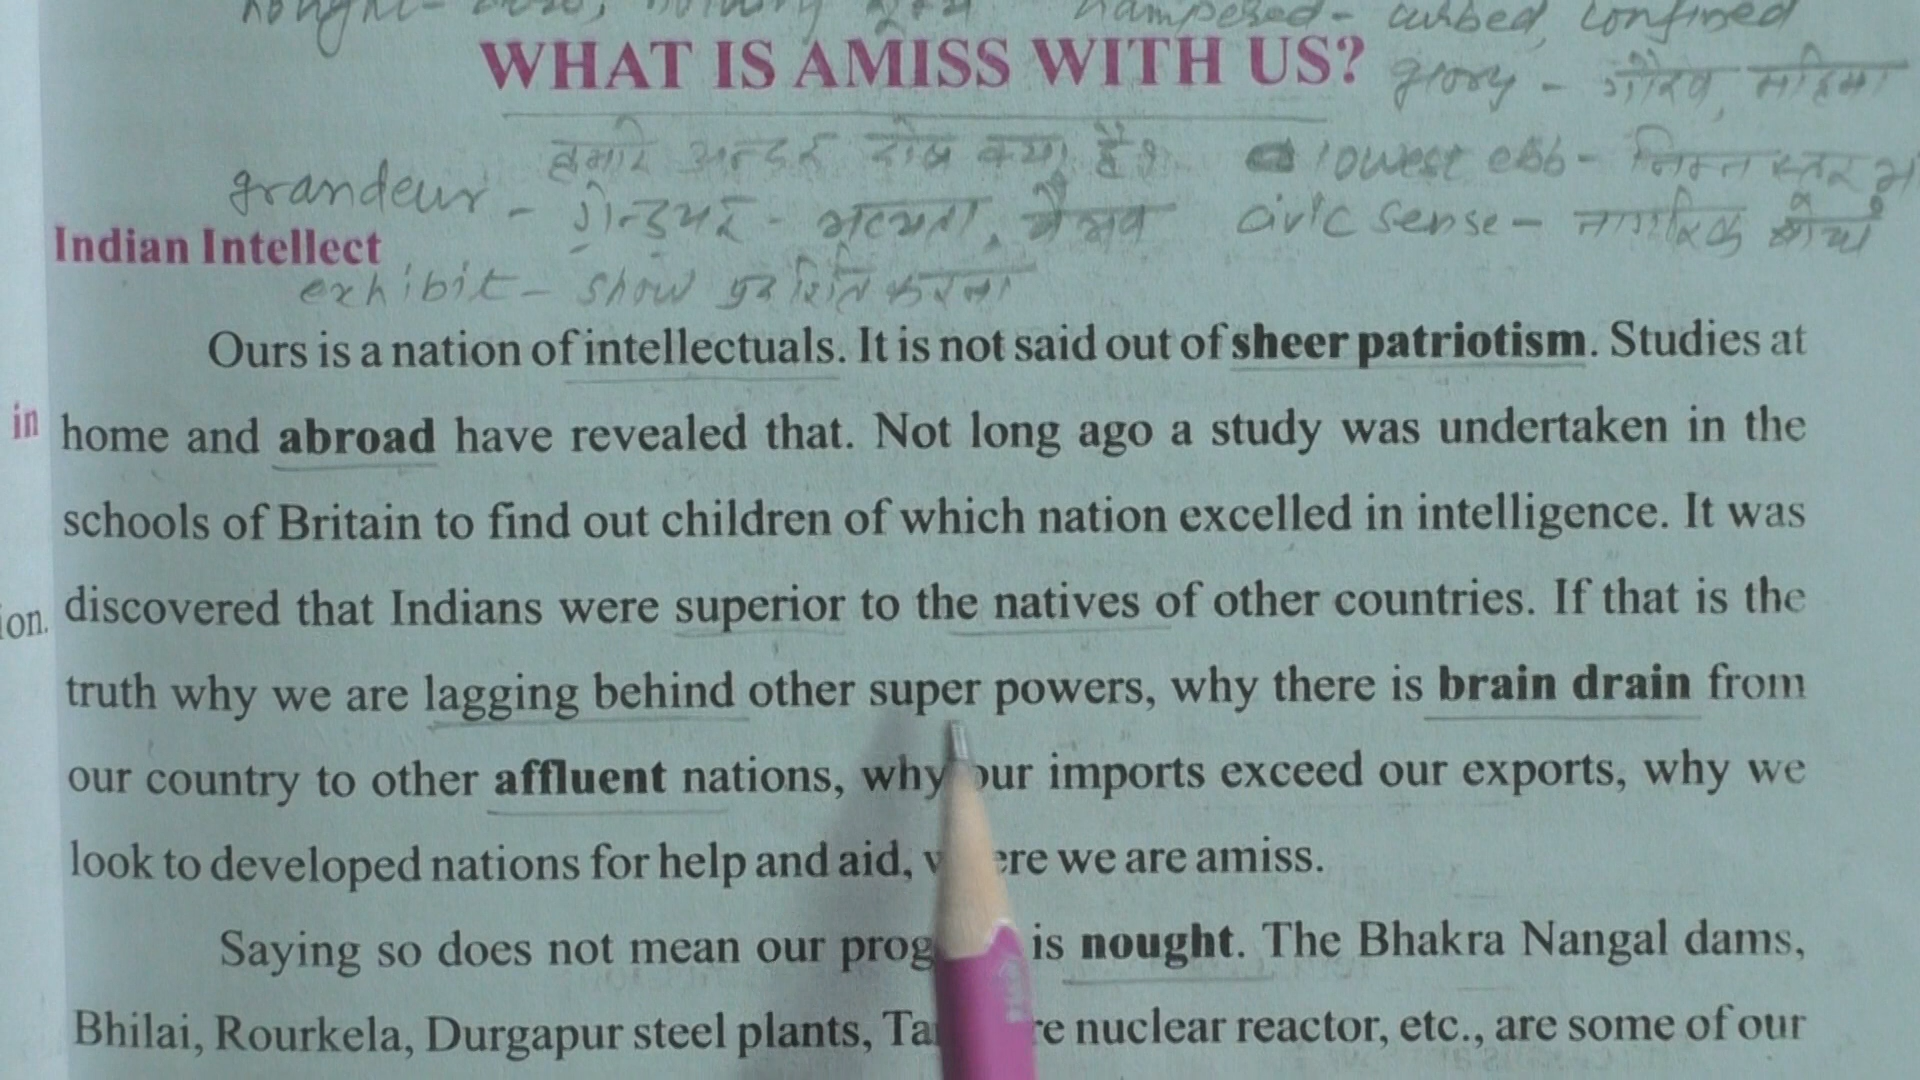 nought - zero, hampered - curbed, confined
WHAT IS AMISS WITH US?
glory - गौरव, महिमा
हमारे अन्दर दोष क्या है?
lowest ebb - निम्न स्तर
grandeur - ग्रेन्डयर - भव्यता, वैभव
civic sense - नागरिक
Indian Intellect
exhibit - show प्रदर्शित करना
Ours is a nation of intellectuals. It is not said out of sheer patriotism. Studies at
in
home and abroad have revealed that. Not long ago a study was undertaken in the
schools of Britain to find out children of which nation excelled in intelligence. It was
ion.
discovered that Indians were superior to the natives of other countries. If that is the
truth why we are lagging behind other super powers, why there is brain drain from
our country to other affluent nations, why our imports exceed our exports, why we
look to developed nations for help and aid, where we are amiss.
Saying so does not mean our prog is nought. The Bhakra Nangal dams,
Bhilai, Rourkela, Durgapur steel plants, Ta re nuclear reactor, etc., are some of our